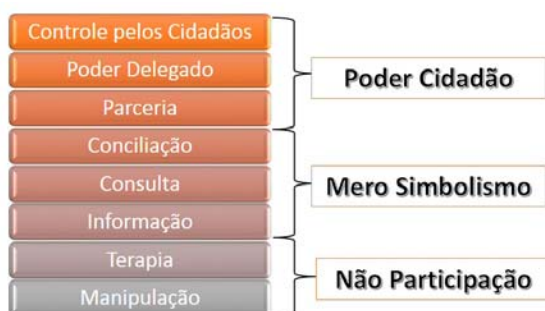 Controle pelos Cidadãos
Poder Delegado
Parceria
Poder Cidadão
Conciliação
Consulta
Informação
Mero Simbolismo
Terapia
Manipulação
Não Participação